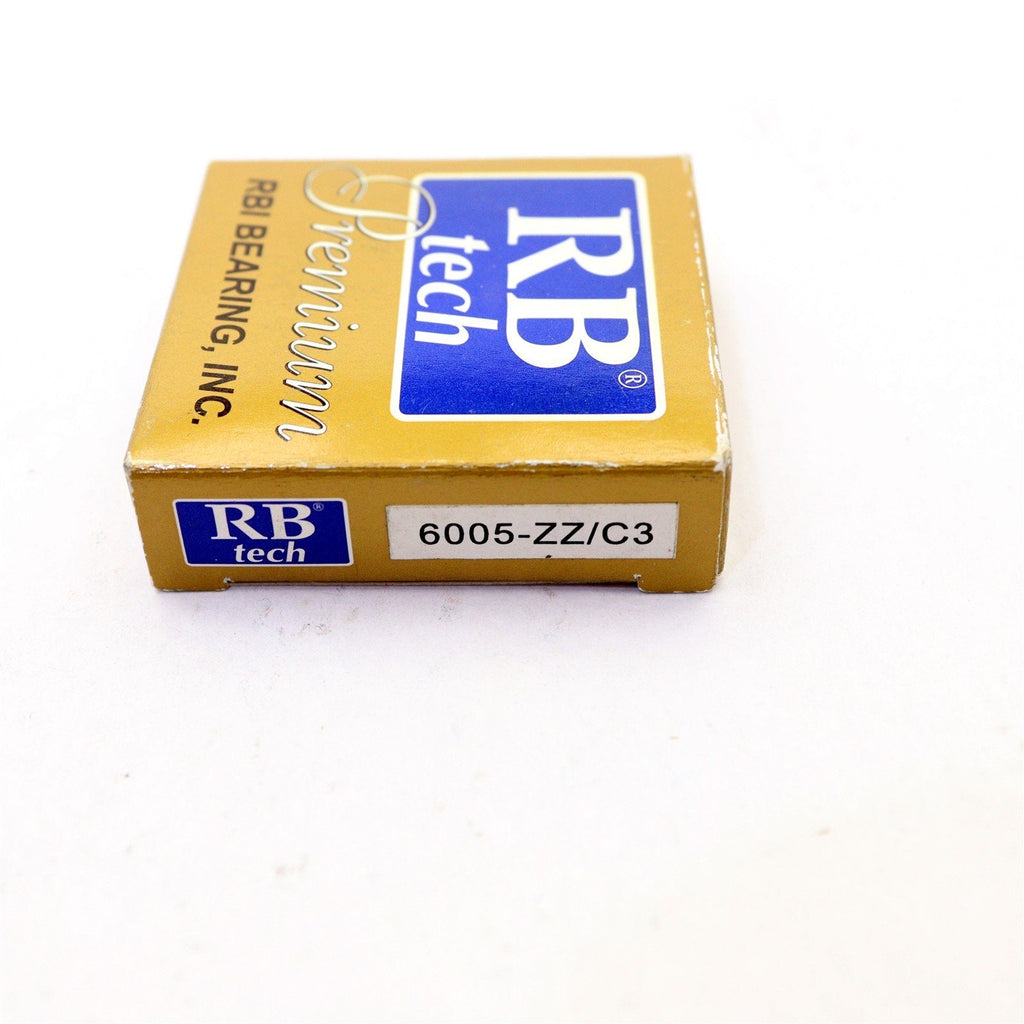 RB®
tech
Premium
RBI BEARING, INC.
RB®
tech
6005-ZZ/C3